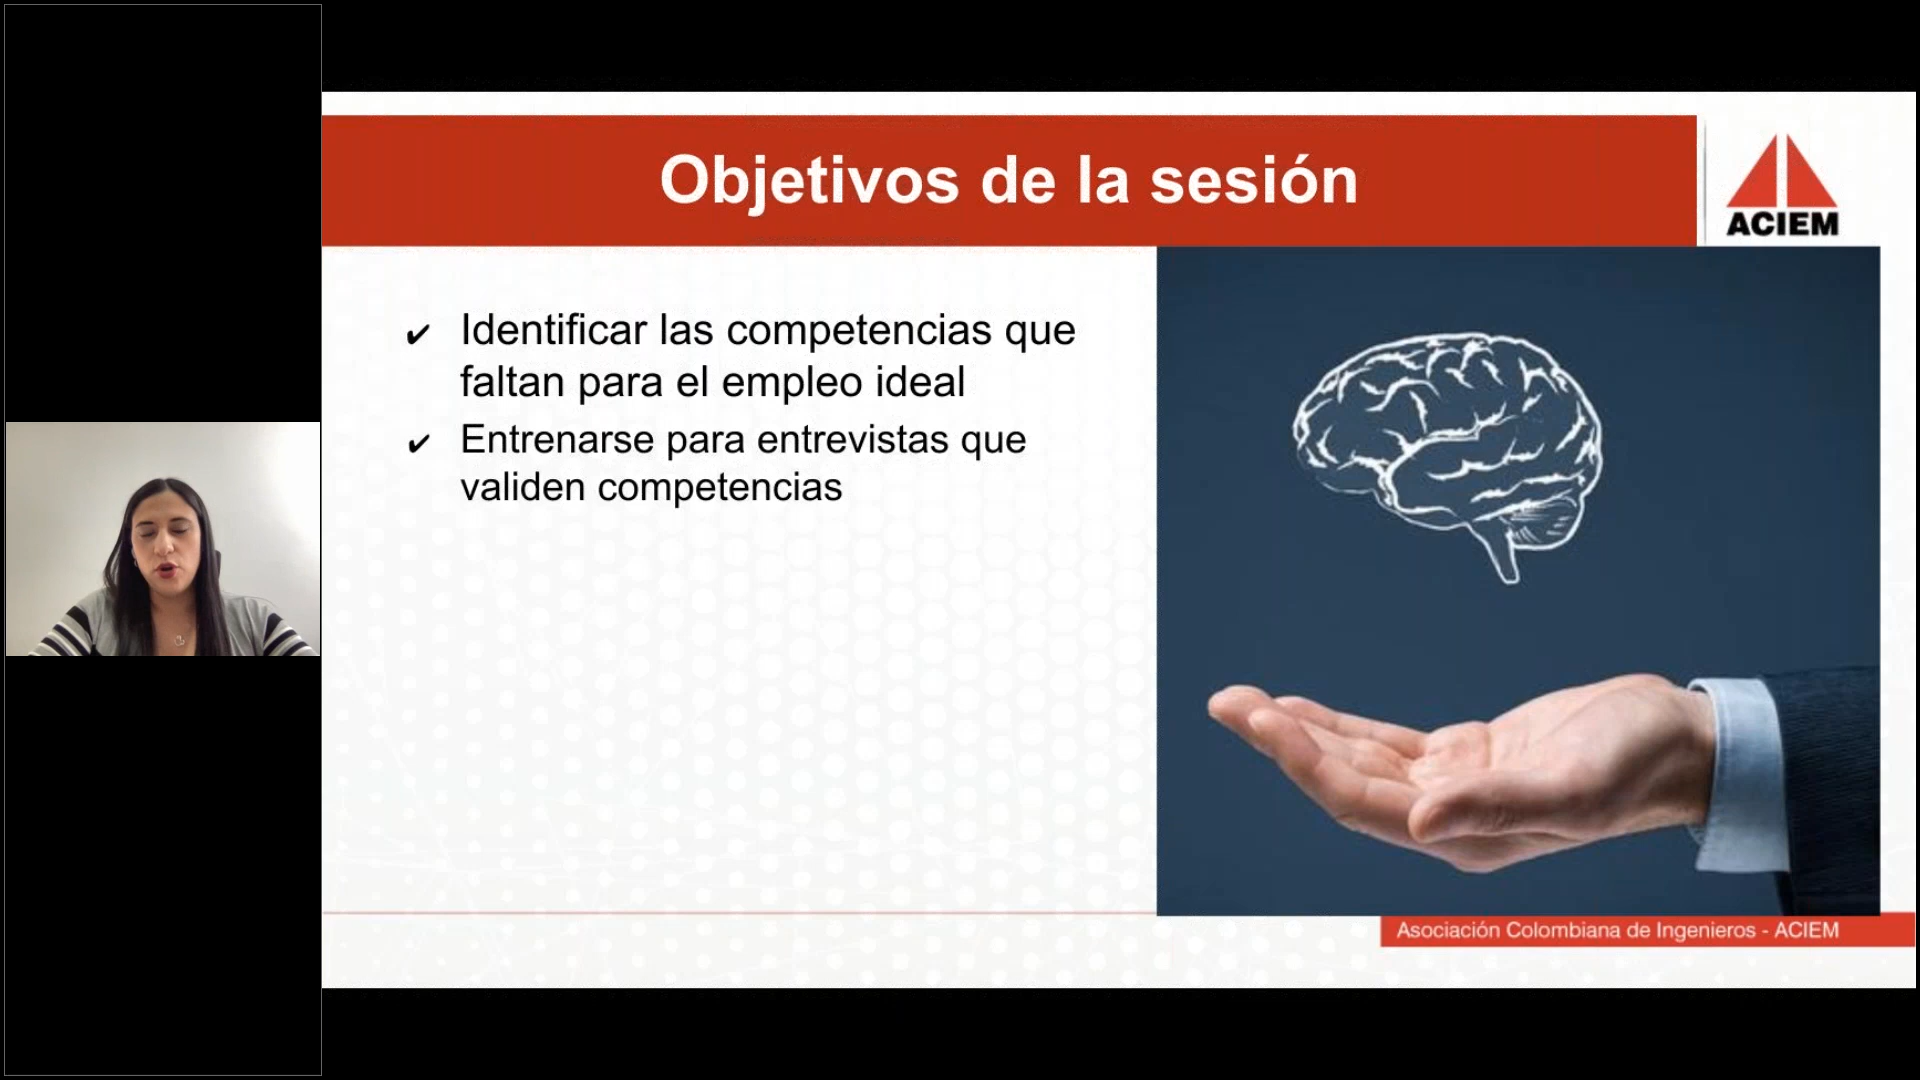 Objetivos de la sesión
ACIEM
✔ Identificar las competencias que
faltan para el empleo ideal
✔ Entrenarse para entrevistas que
validen competencias
Asociación Colombiana de Ingenieros - ACIEM